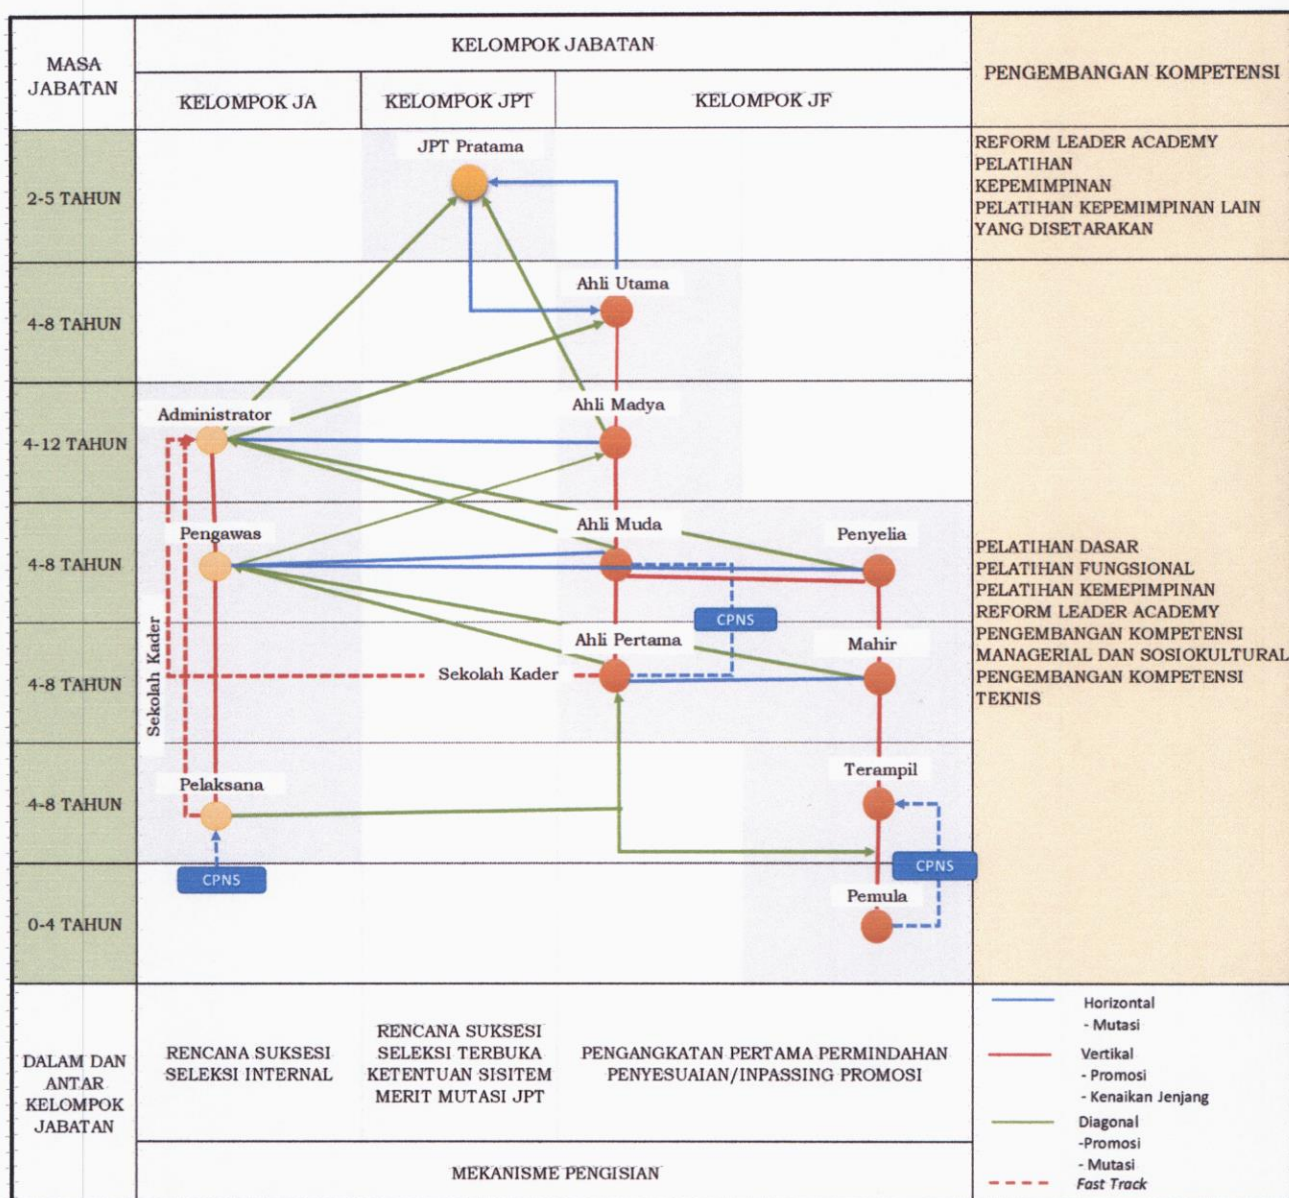 MASA
JABATAN
KELOMPOK JABATAN
PENGEMBANGAN KOMPETENSI
KELOMPOK JA
KELOMPOK JPT
KELOMPOK JF
2-5 TAHUN
JPT Pratama
REFORM LEADER ACADEMY
PELATIHAN
KEPEMIMPINAN
PELATIHAN KEPEMIMPINAN LAIN
YANG DISETARAKAN
4-8 TAHUN
Ahli Utama
4-12 TAHUN
Administrator
Ahli Madya
4-8 TAHUN
Pengawas
Ahli Muda
Penyelia
CPNS
4-8 TAHUN
Sekolah Kader
Sekolah Kader
Ahli Pertama
Mahir
4-8 TAHUN
Pelaksana
Terampil
CPNS
CPNS
0-4 TAHUN
Pemula
PELATIHAN DASAR
PELATIHAN FUNGSIONAL
PELATIHAN KEMEPIMPINAN
REFORM LEADER ACADEMY
PENGEMBANGAN KOMPETENSI
MANAGERIAL DAN SOSIOKULTURAL
PENGEMBANGAN KOMPETENSI
TEKNIS
DALAM DAN
ANTAR
KELOMPOK
JABATAN
RENCANA SUKSESI
SELEKSI INTERNAL
RENCANA SUKSESI
SELEKSI TERBUKA
KETENTUAN SISITEM
MERIT MUTASI JPT
PENGANGKATAN PERTAMA PERMINDAHAN
PENYESUAIAN/INPASSING PROMOSI
MEKANISME PENGISIAN
Horizontal
- Mutasi
Vertikal
- Promosi
- Kenaikan Jenjang
Diagonal
-Promosi
- Mutasi
Fast Track